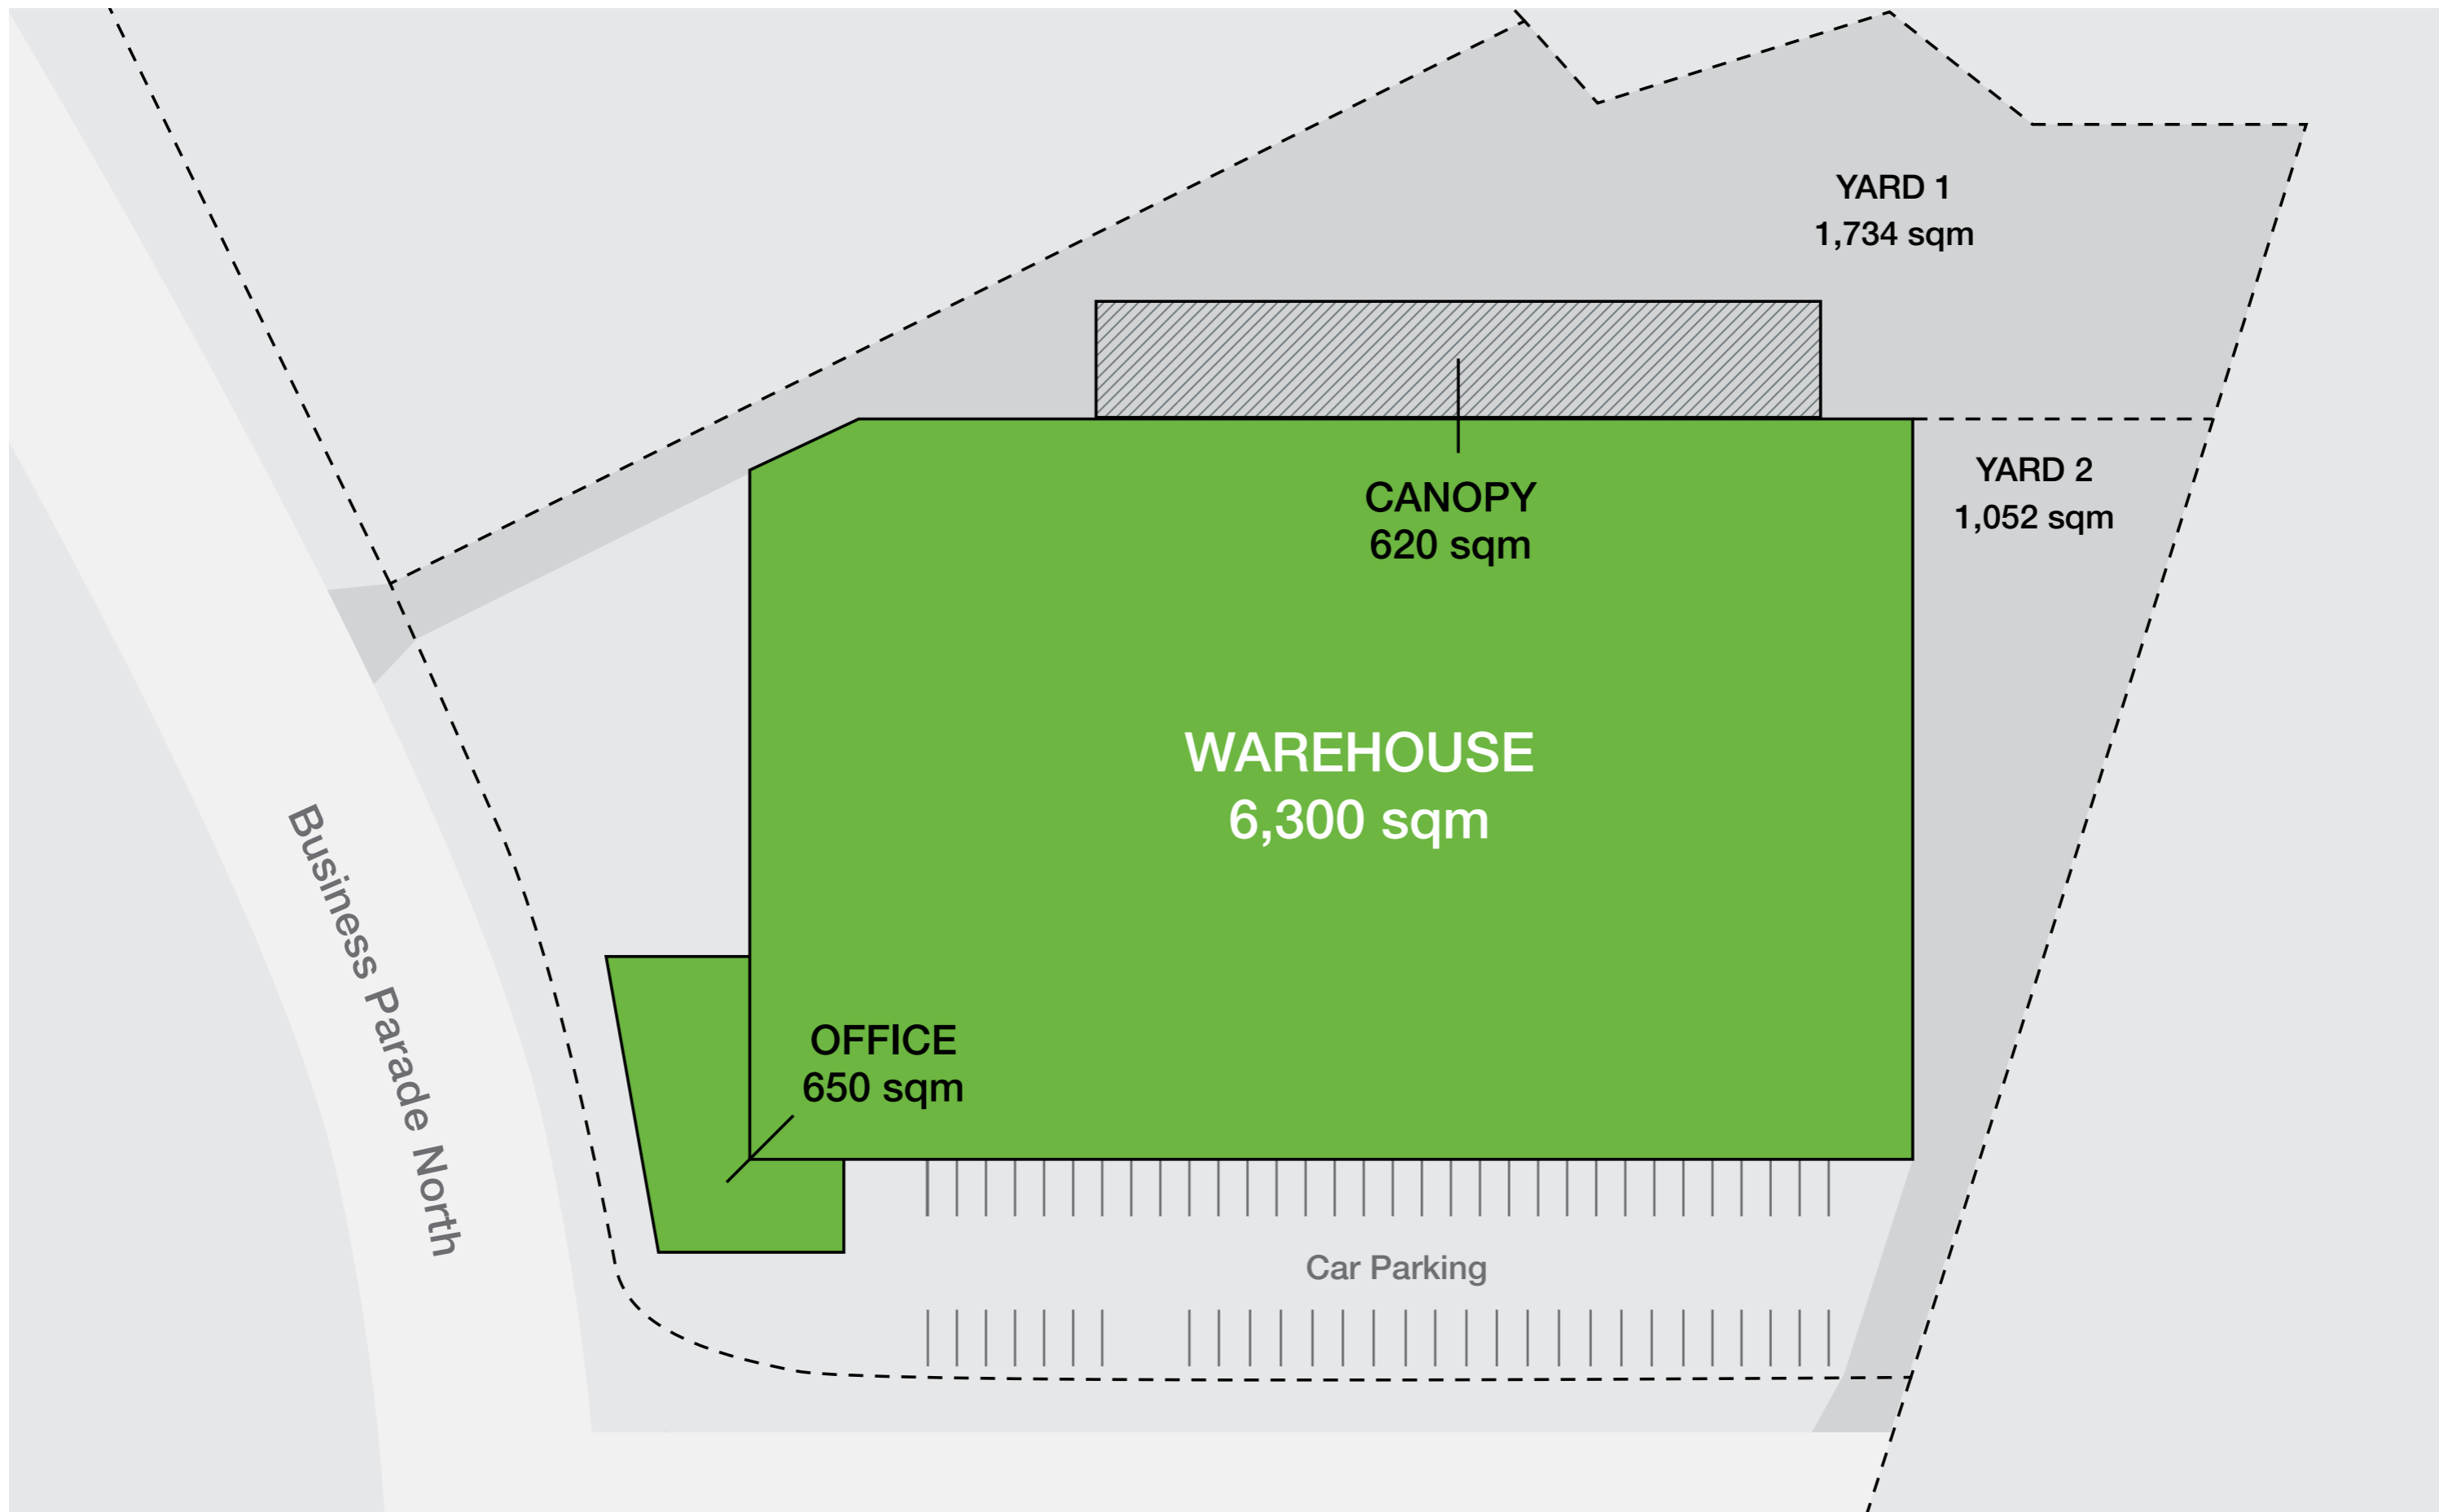 YARD 1
1,734 sqm
YARD 2
1,052 sqm
CANOPY
620 sqm
WAREHOUSE
6,300 sqm
Business Parade North
OFFICE
650 sqm
Car Parking